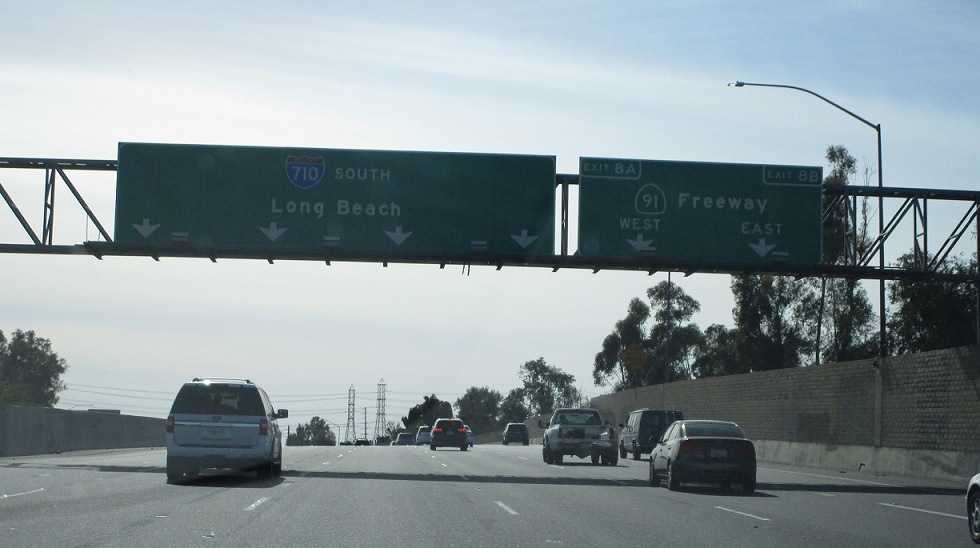 710 SOUTH
Long Beach
EXIT 8A
EXIT 8B
91 Freeway
WEST
EAST